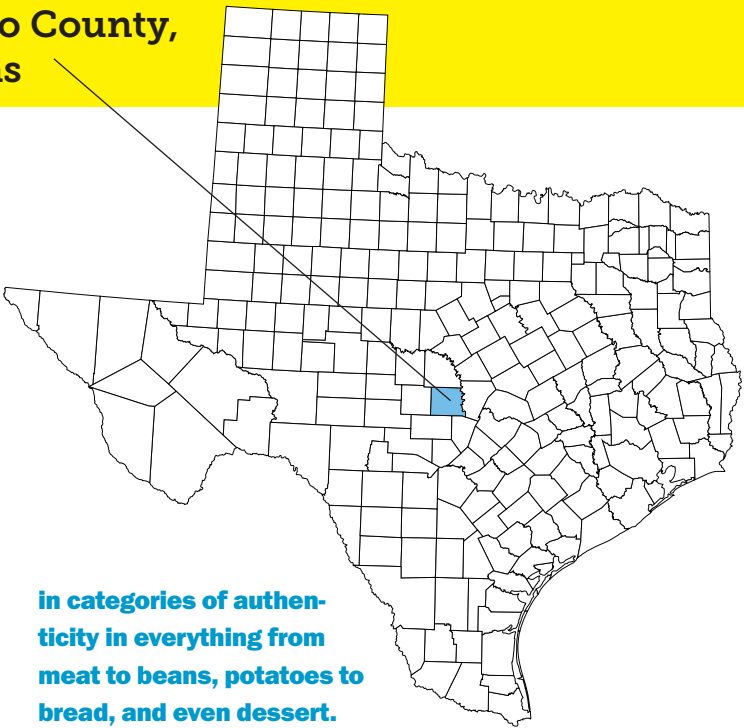 o County,
s
in categories of authen-
ticity in everything from
meat to beans, potatoes to
bread, and even dessert.